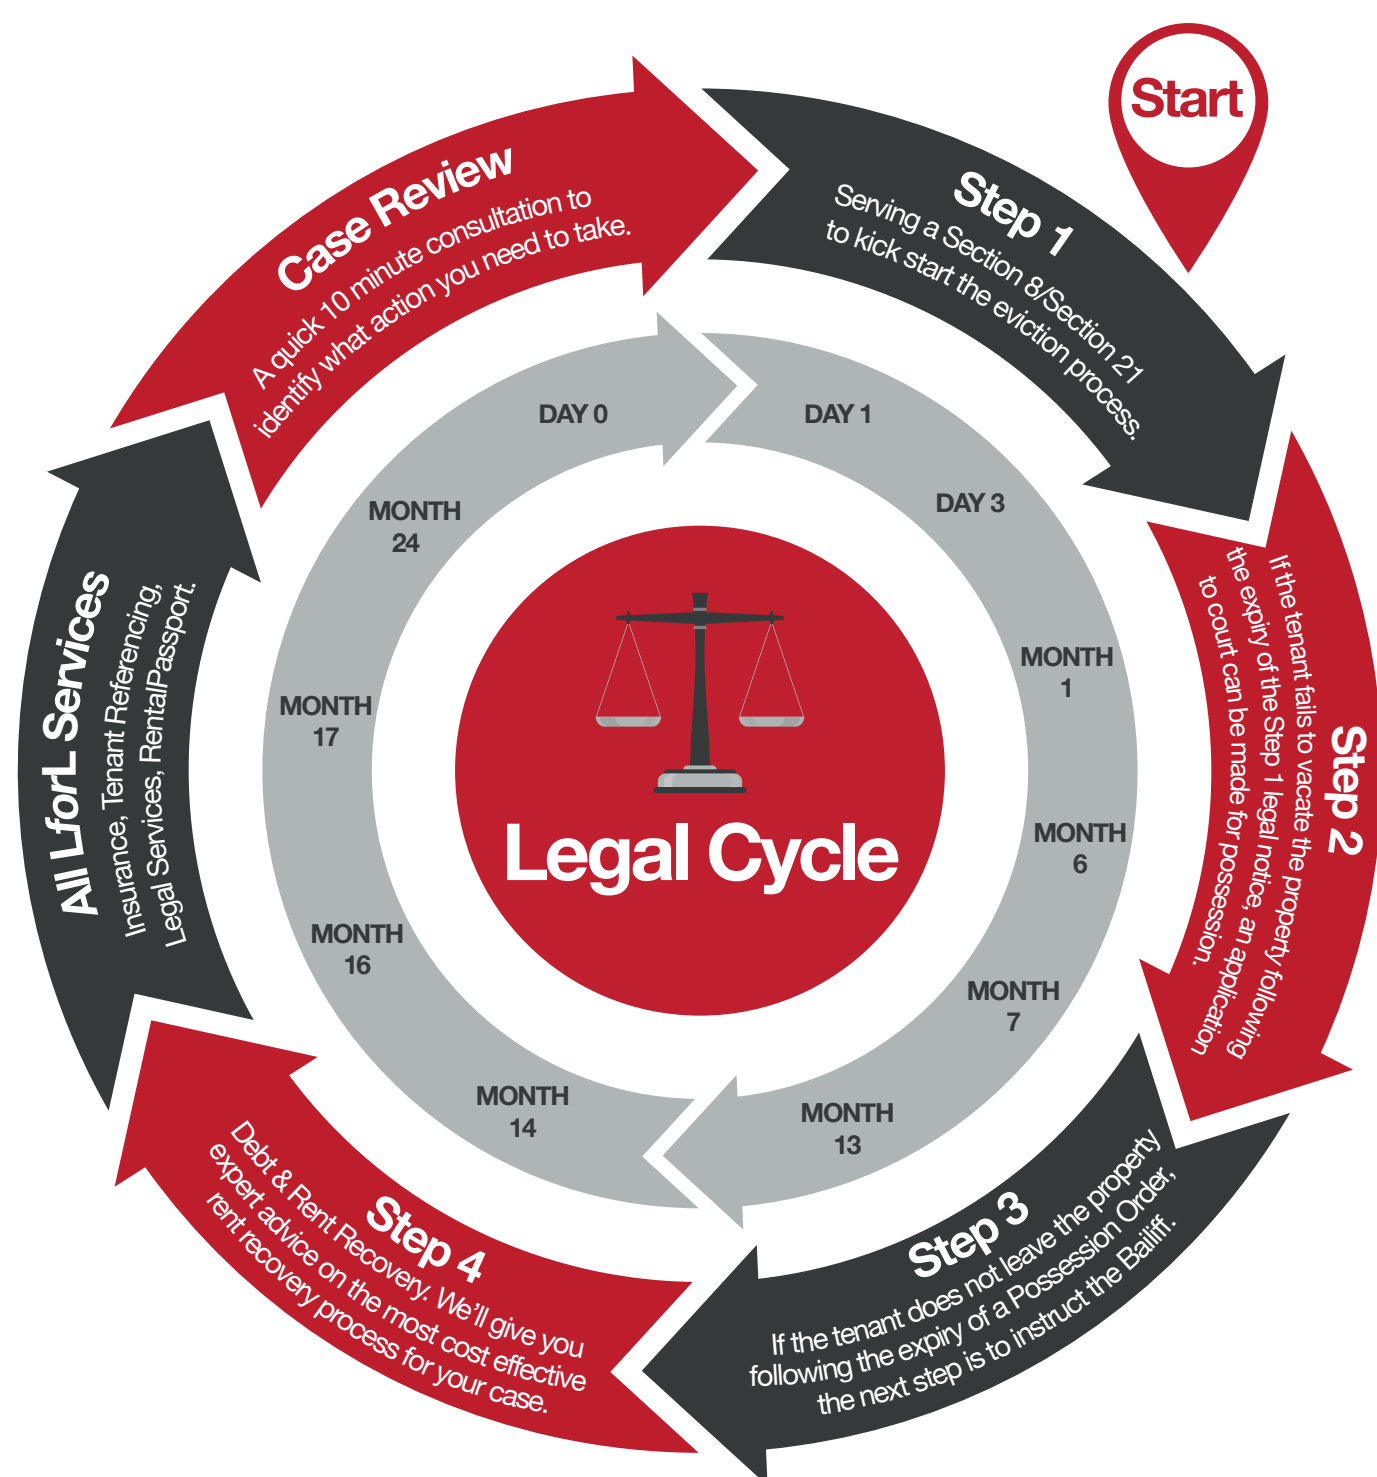 Start
Case Review
A quick 10 minute consultation to
identify what action you need to take.
Step 1
Serving a Section 8/Section 21
to kick start the eviction process.
Step 2
If the tenant fails to vacate the property following
the expiry of the Step 1 legal notice, an application
to court can be made for possession.
Step 3
If the tenant does not leave the property
following the expiry of a Possession Order,
the next step is to instruct the Bailiff.
Step 4
Debt & Rent Recovery. We'll give you
expert advice on the most cost effective
rent recovery process for your case.
All LforL Services
Insurance, Tenant Referencing,
Legal Services, RentalPassport.
DAY 0
DAY 1
DAY 3
MONTH
1
MONTH
6
MONTH
7
MONTH
13
MONTH
14
MONTH
16
MONTH
17
MONTH
24
Legal Cycle